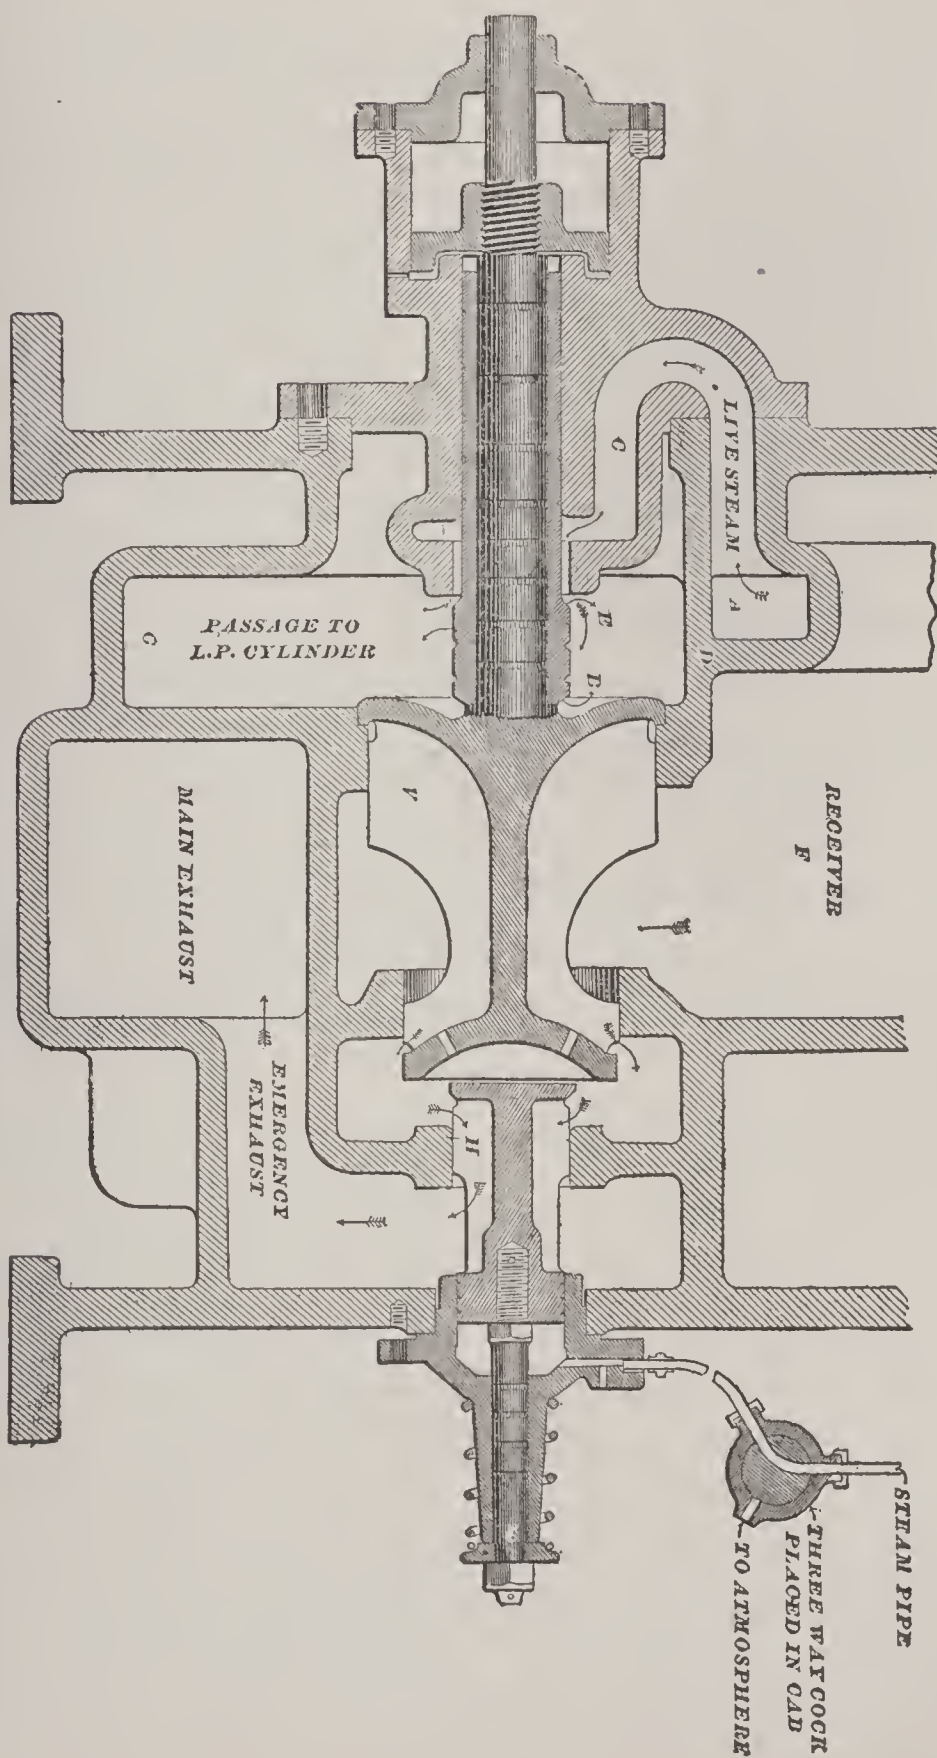 LIVE STEAM
C
A
D
E
E.
PASSAGE TO
L.P. CYLINDER
RECEIVER
F
V
MAIN EXHAUST
EMERGENCY
EXHAUST
H
STEAM PIPE
THREE WAY COCK
PLACED IN CAB
TO ATMOSPHERE